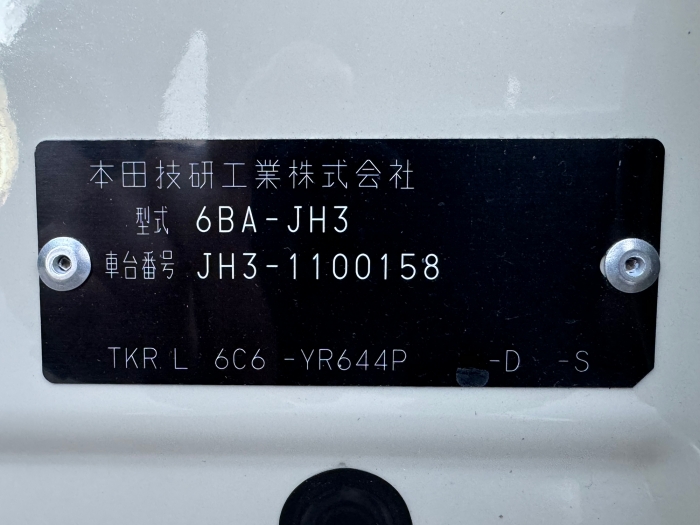 本田技研工業株式会社
型式 6BA-JH3
車台番号 JH3-1100158
TKR L 6C6 -YR644P -D -S